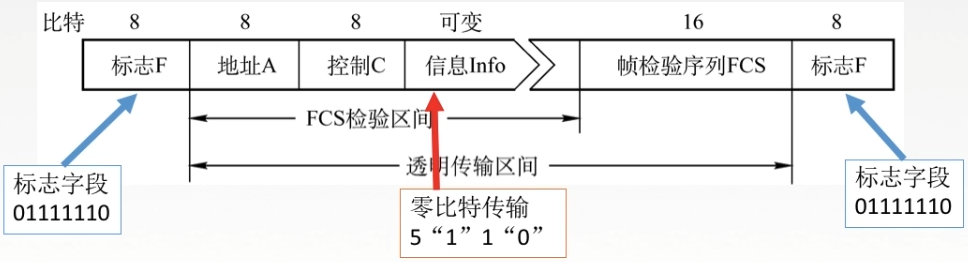 比特 8 8 8 可变 16 8
标志F 地址A 控制C 信息Info 帧检验序列FCS 标志F
FCS检验区间
透明传输区间
标志字段
01111110
零比特传输
5“1”1“0”
标志字段
01111110